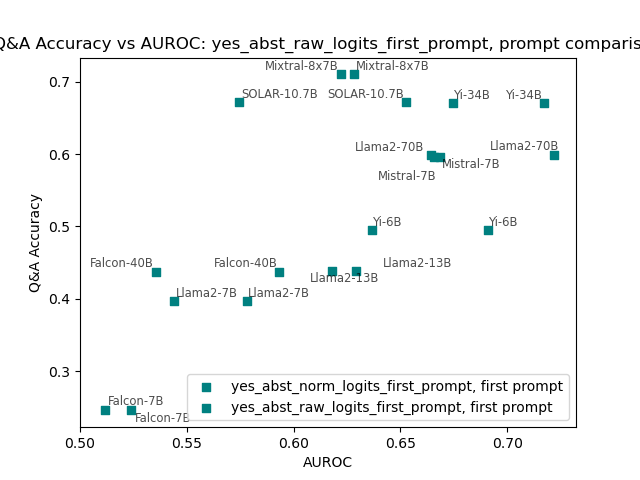 Q&A Accuracy vs AUROC: yes_abst_raw_logits_first_prompt, prompt comparis
Mixtral-8x7B Mixtral-8x7B
0.7
SOLAR-10.7B SOLAR-10.7B Yi-34B Yi-34B
Llama2-70B Llama2-70B
0.6
Mistral-7B
Mistral-7B
Q&A Accuracy
0.5
Yi-6B Yi-6B
Falcon-40B Falcon-40B Llama2-13B
Llama2-13B
0.4
Llama2-7B Llama2-7B
0.3
yes_abst_norm_logits_first_prompt, first prompt
Falcon-7B
yes_abst_raw_logits_first_prompt, first prompt
Falcon-7B
0.50 0.55 0.60 0.65 0.70
AUROC